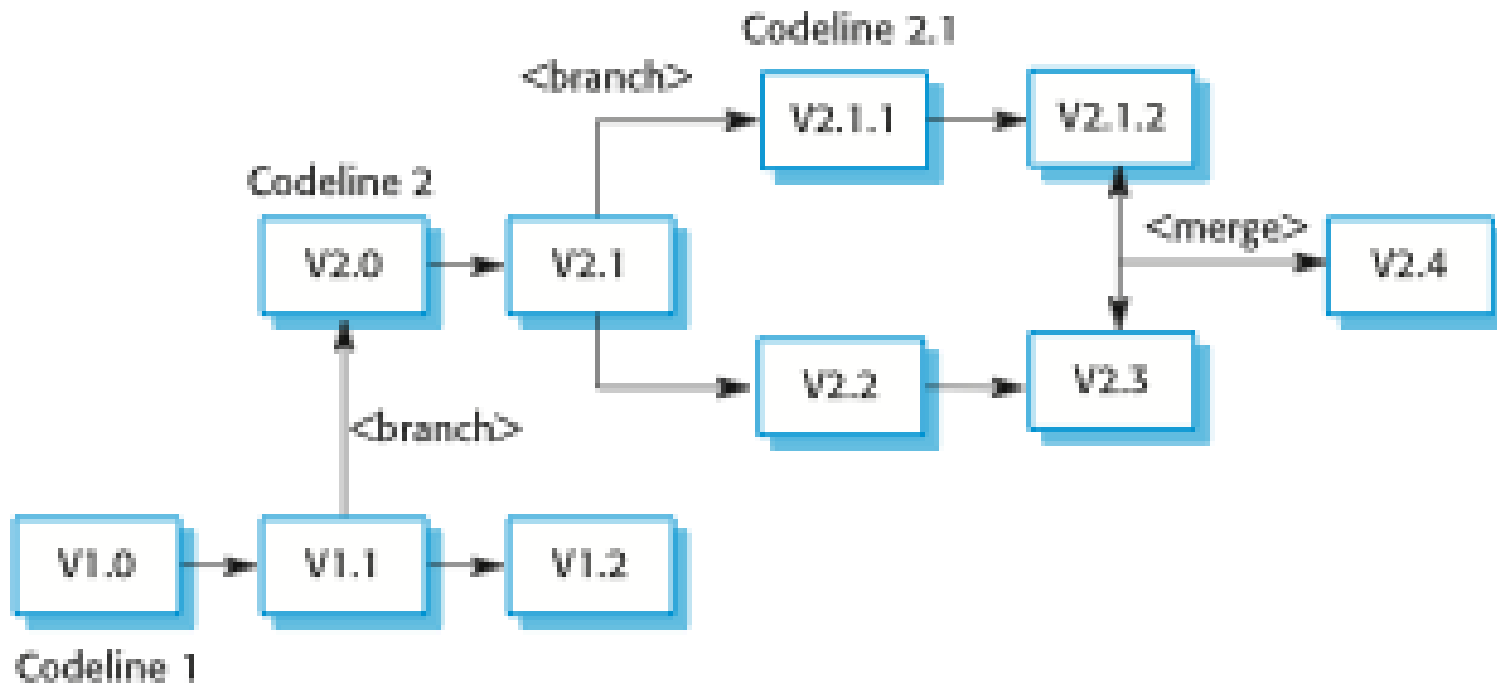 Codeline 2.1
<branch>
V2.1.1
V2.1.2
Codeline 2
<merge>
V2.0
V2.1
V2.4
V2.2
V2.3
<branch>
V1.0
V1.1
V1.2
Codeline 1